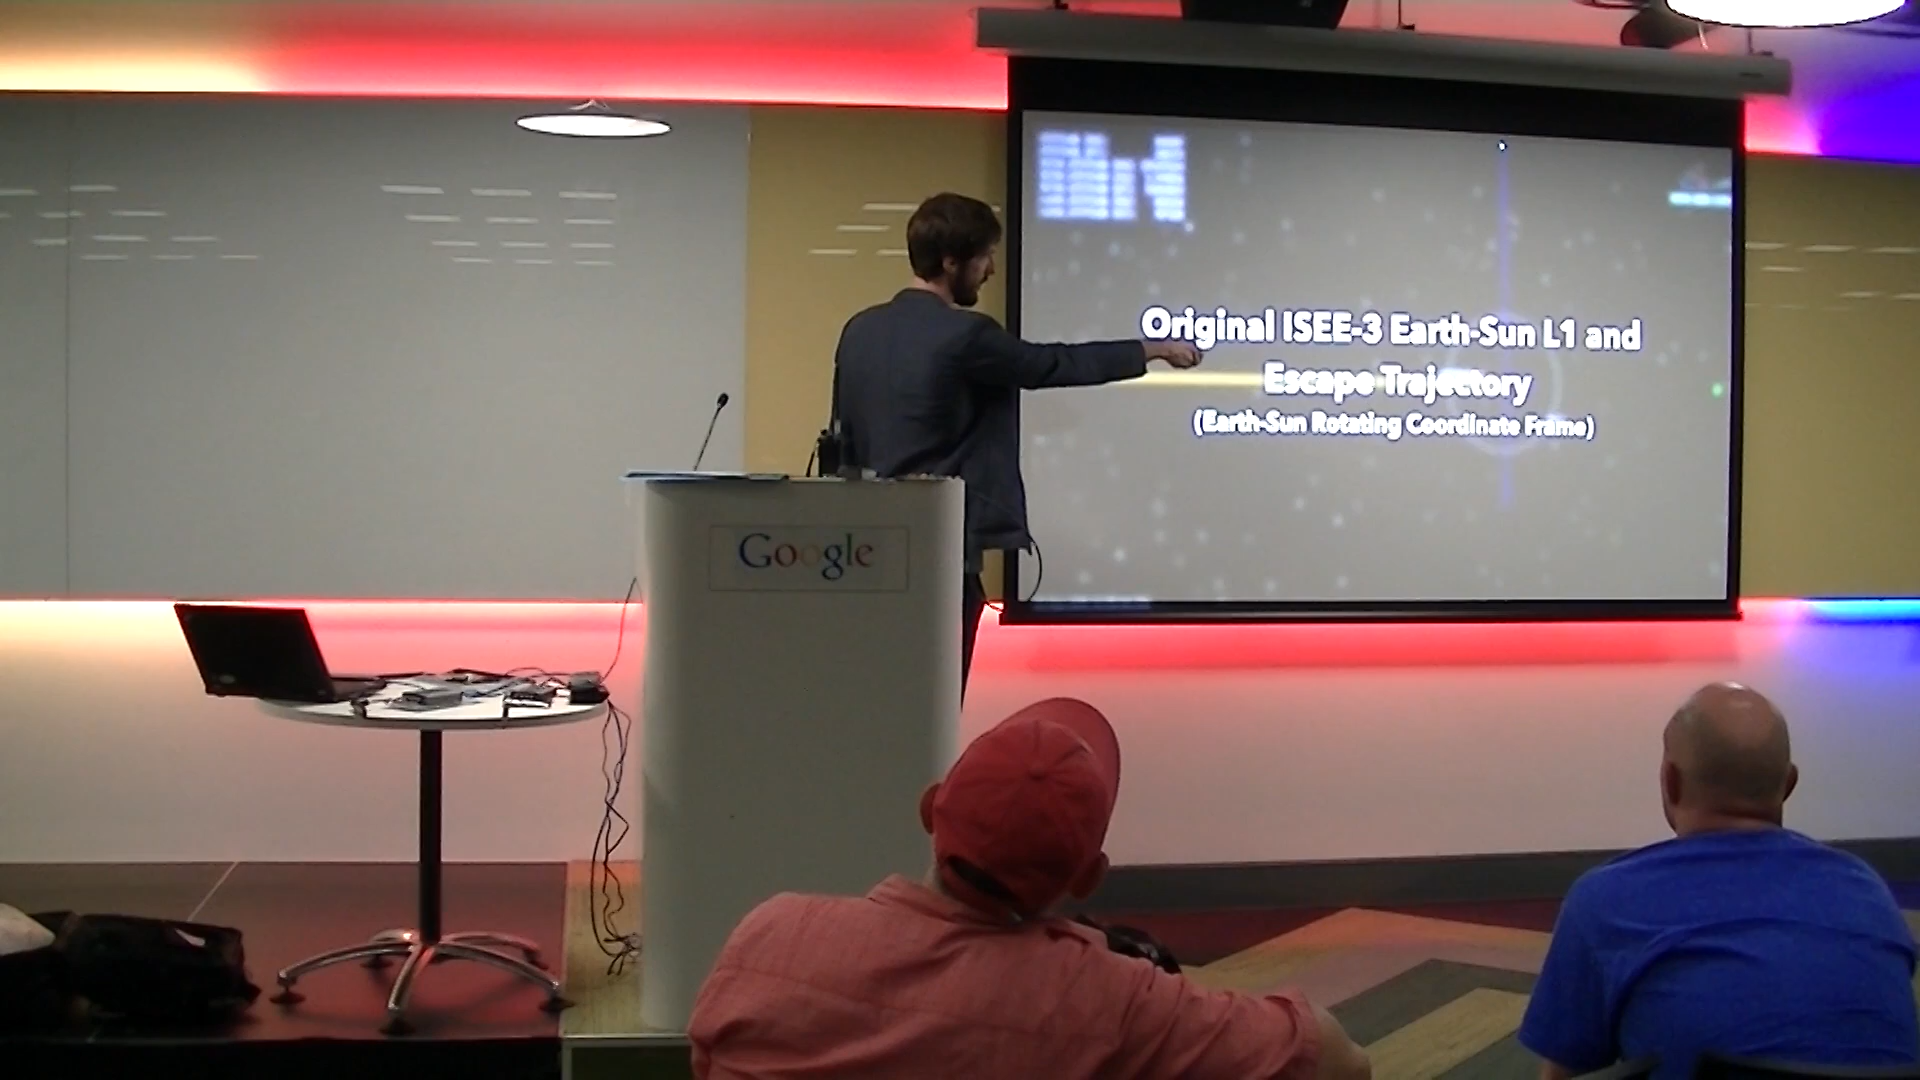 Original ISEE-3 Earth-Sun L1 and
Escape Trajectory
(Earth-Sun Rotating Coordinate Frame)
Google